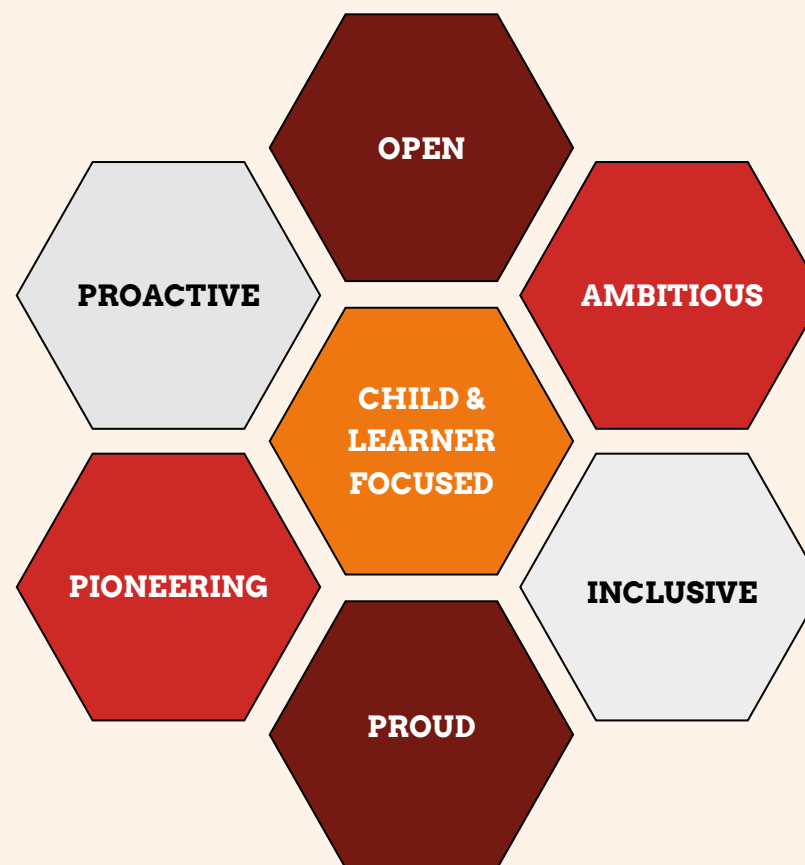 OPEN
PROACTIVE
AMBITIOUS
CHILD &
LEARNER
FOCUSED
PIONEERING
INCLUSIVE
PROUD